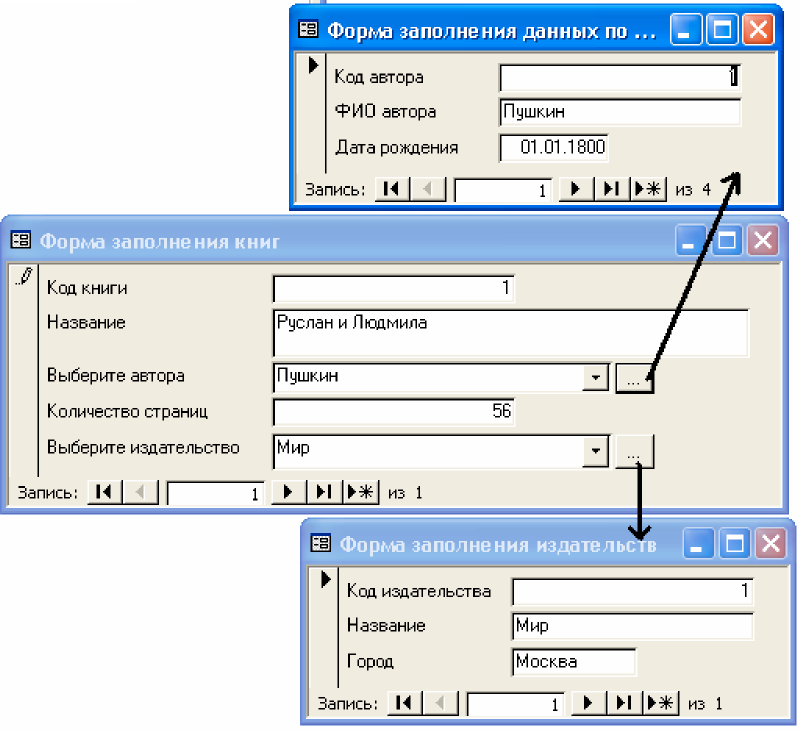 Форма заполнения данных по ...
Код автора 1
ФИО автора Пушкин
Дата рождения 01.01.1800
Запись: 1 из 4
Форма заполнения книг
Код книги 1
Название Руслан и Людмила
Выберите автора Пушкин ...
Количество страниц 56
Выберите издательство Мир ...
Запись: 1 из 1
Форма заполнения издательств
Код издательства 1
Название Мир
Город Москва
Запись: 1 из 1